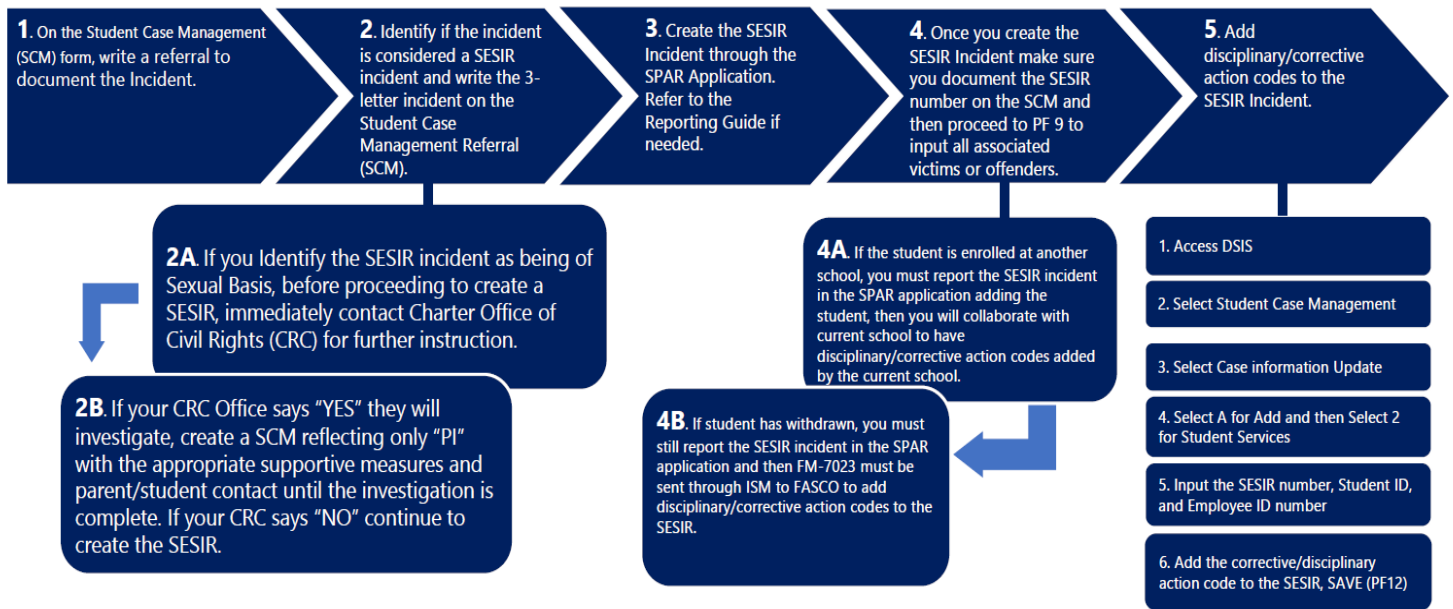 1. On the Student Case Management
(SCM) form, write a referral to
document the Incident.
2. Identify if the incident
is considered a SESIR
incident and write the 3-
letter incident on the
Student Case
Management Referral
(SCM).
3. Create the SESIR
Incident through the
SPAR Application.
Refer to the
Reporting Guide if
needed.
4. Once you create the
SESIR Incident make sure
you document the SESIR
number on the SCM and
then proceed to PF 9 to
input all associated
victims or offenders.
5. Add
disciplinary/corrective
action codes to the
SESIR Incident.
2A. If you Identify the SESIR incident as being of
Sexual Basis, before proceeding to create a
SESIR, immediately contact Charter Office of
Civil Rights (CRC) for further instruction.
2B. If your CRC Office says "YES" they will
investigate, create a SCM reflecting only "PI"
with the appropriate supportive measures and
parent/student contact until the investigation is
complete. If your CRC says "NO" continue to
create the SESIR.
4A. If the student is enrolled at another
school, you must report the SESIR incident
in the SPAR application adding the
student, then you will collaborate with
current school to have
disciplinary/corrective action codes added
by the current school.
4B. If student has withdrawn, you must
still report the SESIR incident in the SPAR
application and then FM-7023 must be
sent through ISM to FASCO to add
disciplinary/corrective action codes to the
SESIR.
1. Access DSIS
2. Select Student Case Management
3. Select Case information Update
4. Select A for Add and then Select 2
for Student Services
5. Input the SESIR number, Student ID,
and Employee ID number
6. Add the corrective/disciplinary
action code to the SESIR, SAVE (PF12)